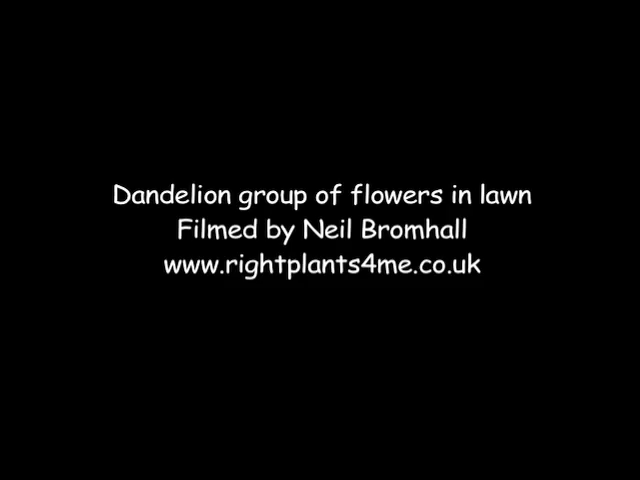 Dandelion group of flowers in lawn
Filmed by Neil Bromhall
www.rightplants4me.co.uk